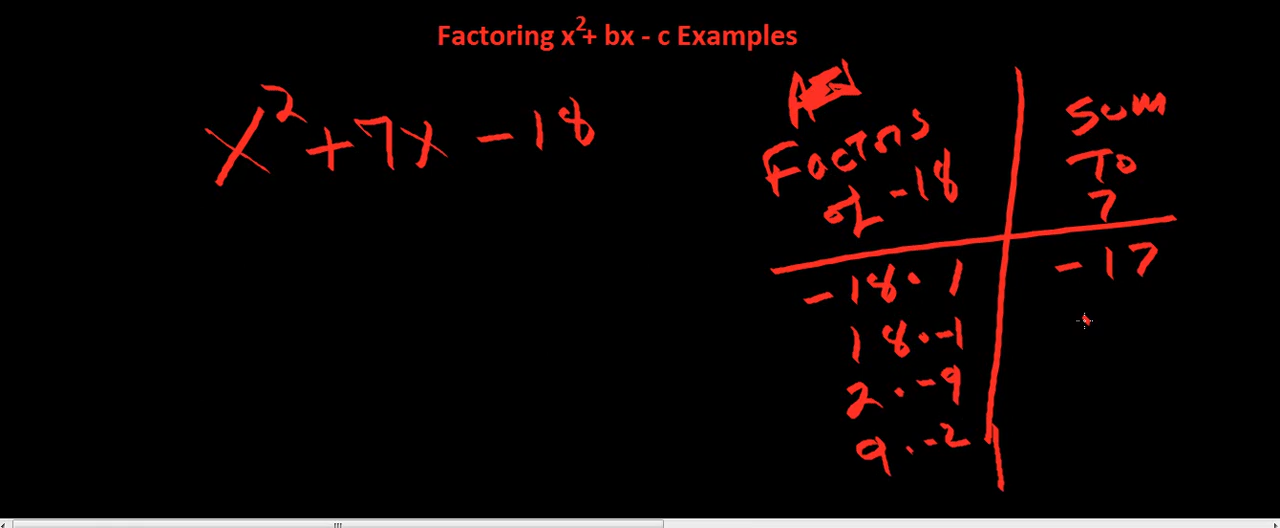 Factoring x²+ bx - c Examples
x² + 7x - 18
Factors
of -18
Sum
To
7
-18 · 1
-17
18 · -1
2 · -9
9 · -2